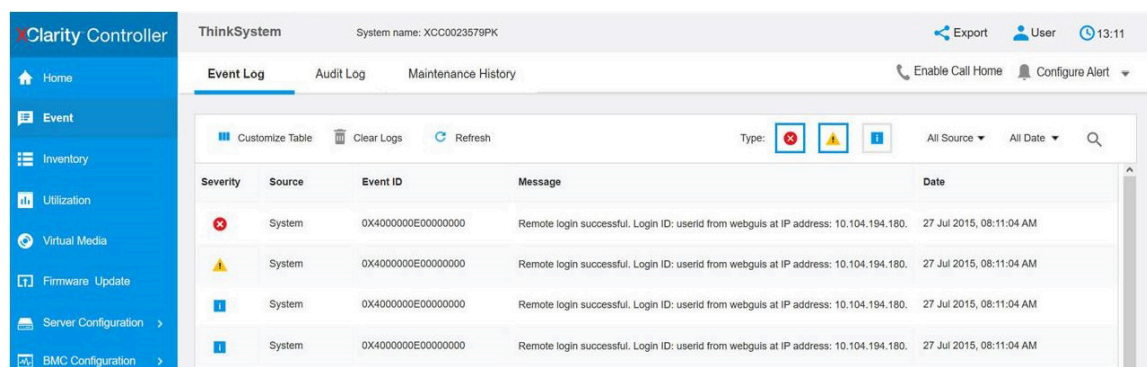 XClarity Controller
ThinkSystem System name: XCC0023579PK Export User 13:11
Home
Event Log Audit Log Maintenance History Enable Call Home Configure Alert
Event
Customize Table Clear Logs Refresh Type: All Source All Date
Inventory
Severity Source Event ID Message Date
Utilization
System 0X4000000E00000000 Remote login successful. Login ID: userid from webguis at IP address: 10.104.194.180. 27 Jul 2015, 08:11:04 AM
Virtual Media
System 0X4000000E00000000 Remote login successful. Login ID: userid from webguis at IP address: 10.104.194.180. 27 Jul 2015, 08:11:04 AM
Firmware Update
System 0X4000000E00000000 Remote login successful. Login ID: userid from webguis at IP address: 10.104.194.180. 27 Jul 2015, 08:11:04 AM
Server Configuration
System 0X4000000E00000000 Remote login successful. Login ID: userid from webguis at IP address: 10.104.194.180. 27 Jul 2015, 08:11:04 AM
BMC Configuration